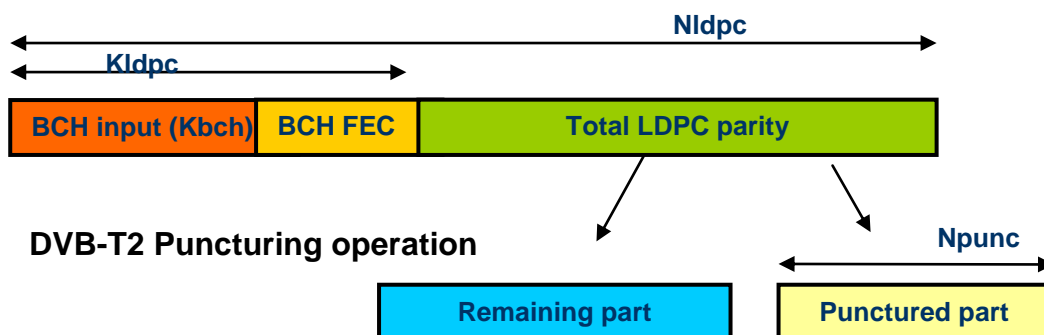 Nldpc
Kldpc
BCH input (Kbch) BCH FEC Total LDPC parity
DVB-T2 Puncturing operation
Npunc
Remaining part Punctured part